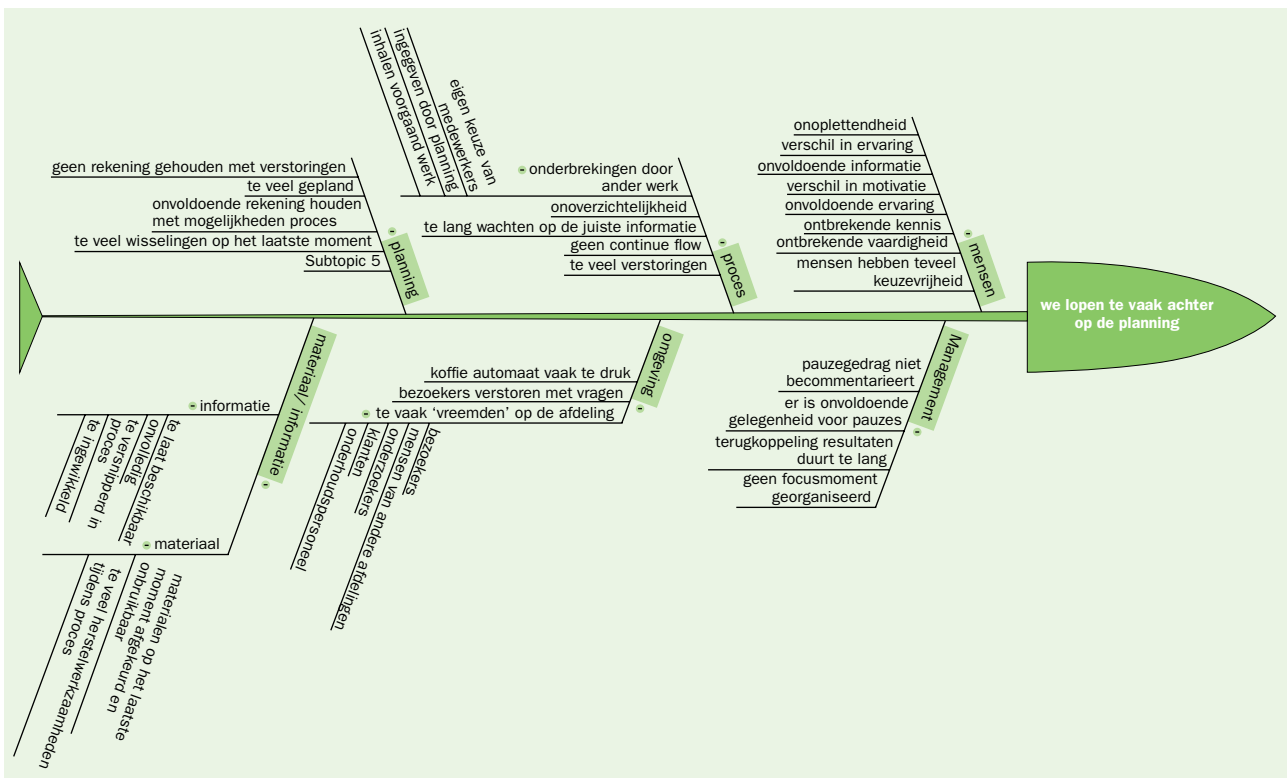 inhalen voorgaand werk
ingegeven door planning
eigen keuze van
medewerkers
geen rekening gehouden met verstoringen
te veel gepland
onvoldoende rekening houden
met mogelijkheden proces
te veel wisselingen op het laatste moment
Subtopic 5
planning
onderbrekingen door
ander werk
onoverzichtelijkheid
te lang wachten op de juiste informatie
geen continue flow
te veel verstoringen
proces
onoplettendheid
verschil in ervaring
onvoldoende informatie
verschil in motivatie
onvoldoende ervaring
ontbrekende kennis
ontbrekende vaardigheid
mensen hebben teveel
keuzevrijheid
mensen
we lopen te vaak achter
op de planning
materiaal/ informatie
informatie
te laat beschikbaar
onvolledig
te versnipperd in
proces
te ingewikkeld
materiaal
materialen op het laatste
moment afgekeurd en
onbruikbaar
te veel herstelwerkzaamheden
tijdens proces
omgeving
koffie automaat vaak te druk
bezoekers verstoren met vragen
te vaak ‘vreemden’ op de afdeling
bezoekers
mensen van andere afdelingen
onderzoekers
klanten
onderhoudspersoneel
Management
pauzegedrag niet
becommentarieert
er is onvoldoende
gelegenheid voor pauzes
terugkoppeling resultaten
duurt te lang
geen focusmoment
georganiseerd